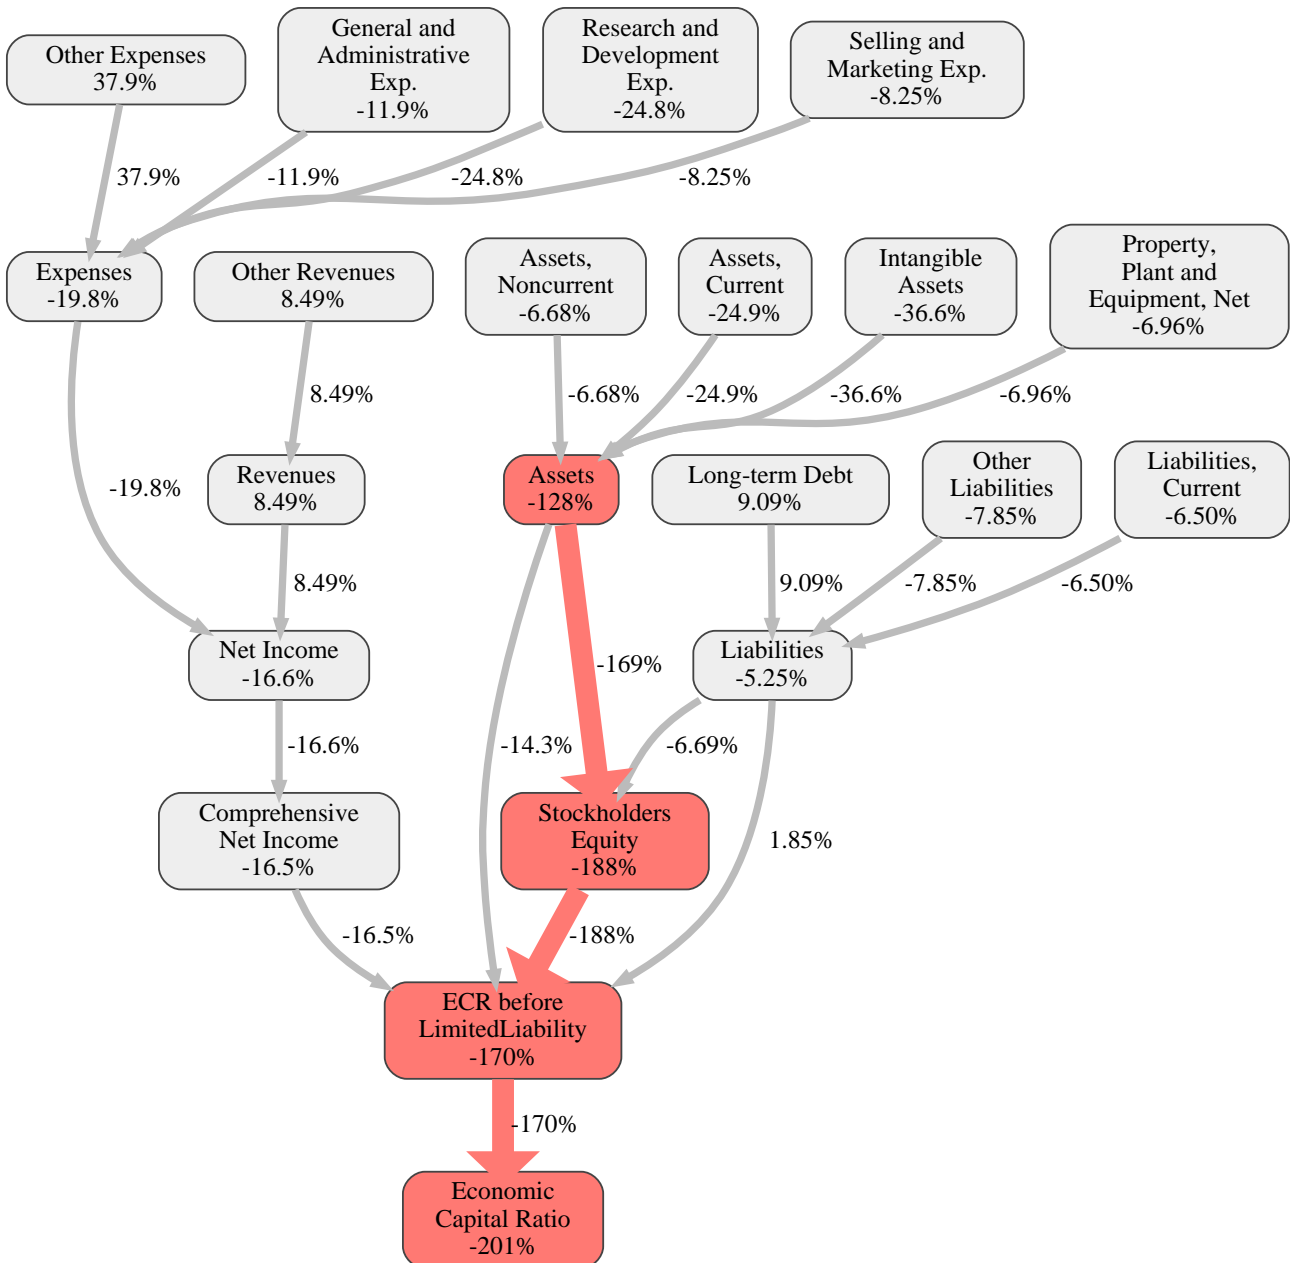 Other Expenses
37.9%
General and
Administrative
Exp.
-11.9%
Research and
Development
Exp.
-24.8%
Selling and
Marketing Exp.
-8.25%
37.9%
-11.9%
-24.8%
-8.25%
Expenses
-19.8%
Other Revenues
8.49%
Assets,
Noncurrent
-6.68%
Assets,
Current
-24.9%
Intangible
Assets
-36.6%
Property,
Plant and
Equipment, Net
-6.96%
8.49%
-6.68%
-24.9%
-36.6%
-6.96%
-19.8%
Revenues
8.49%
Assets
-128%
Long-term Debt
9.09%
Other
Liabilities
-7.85%
Liabilities,
Current
-6.50%
8.49%
9.09%
-7.85%
-6.50%
Net Income
-16.6%
-169%
Liabilities
-5.25%
-16.6%
-14.3%
-6.69%
Comprehensive
Net Income
-16.5%
Stockholders
Equity
-188%
1.85%
-16.5%
-188%
ECR before
LimitedLiability
-170%
-170%
Economic
Capital Ratio
-201%